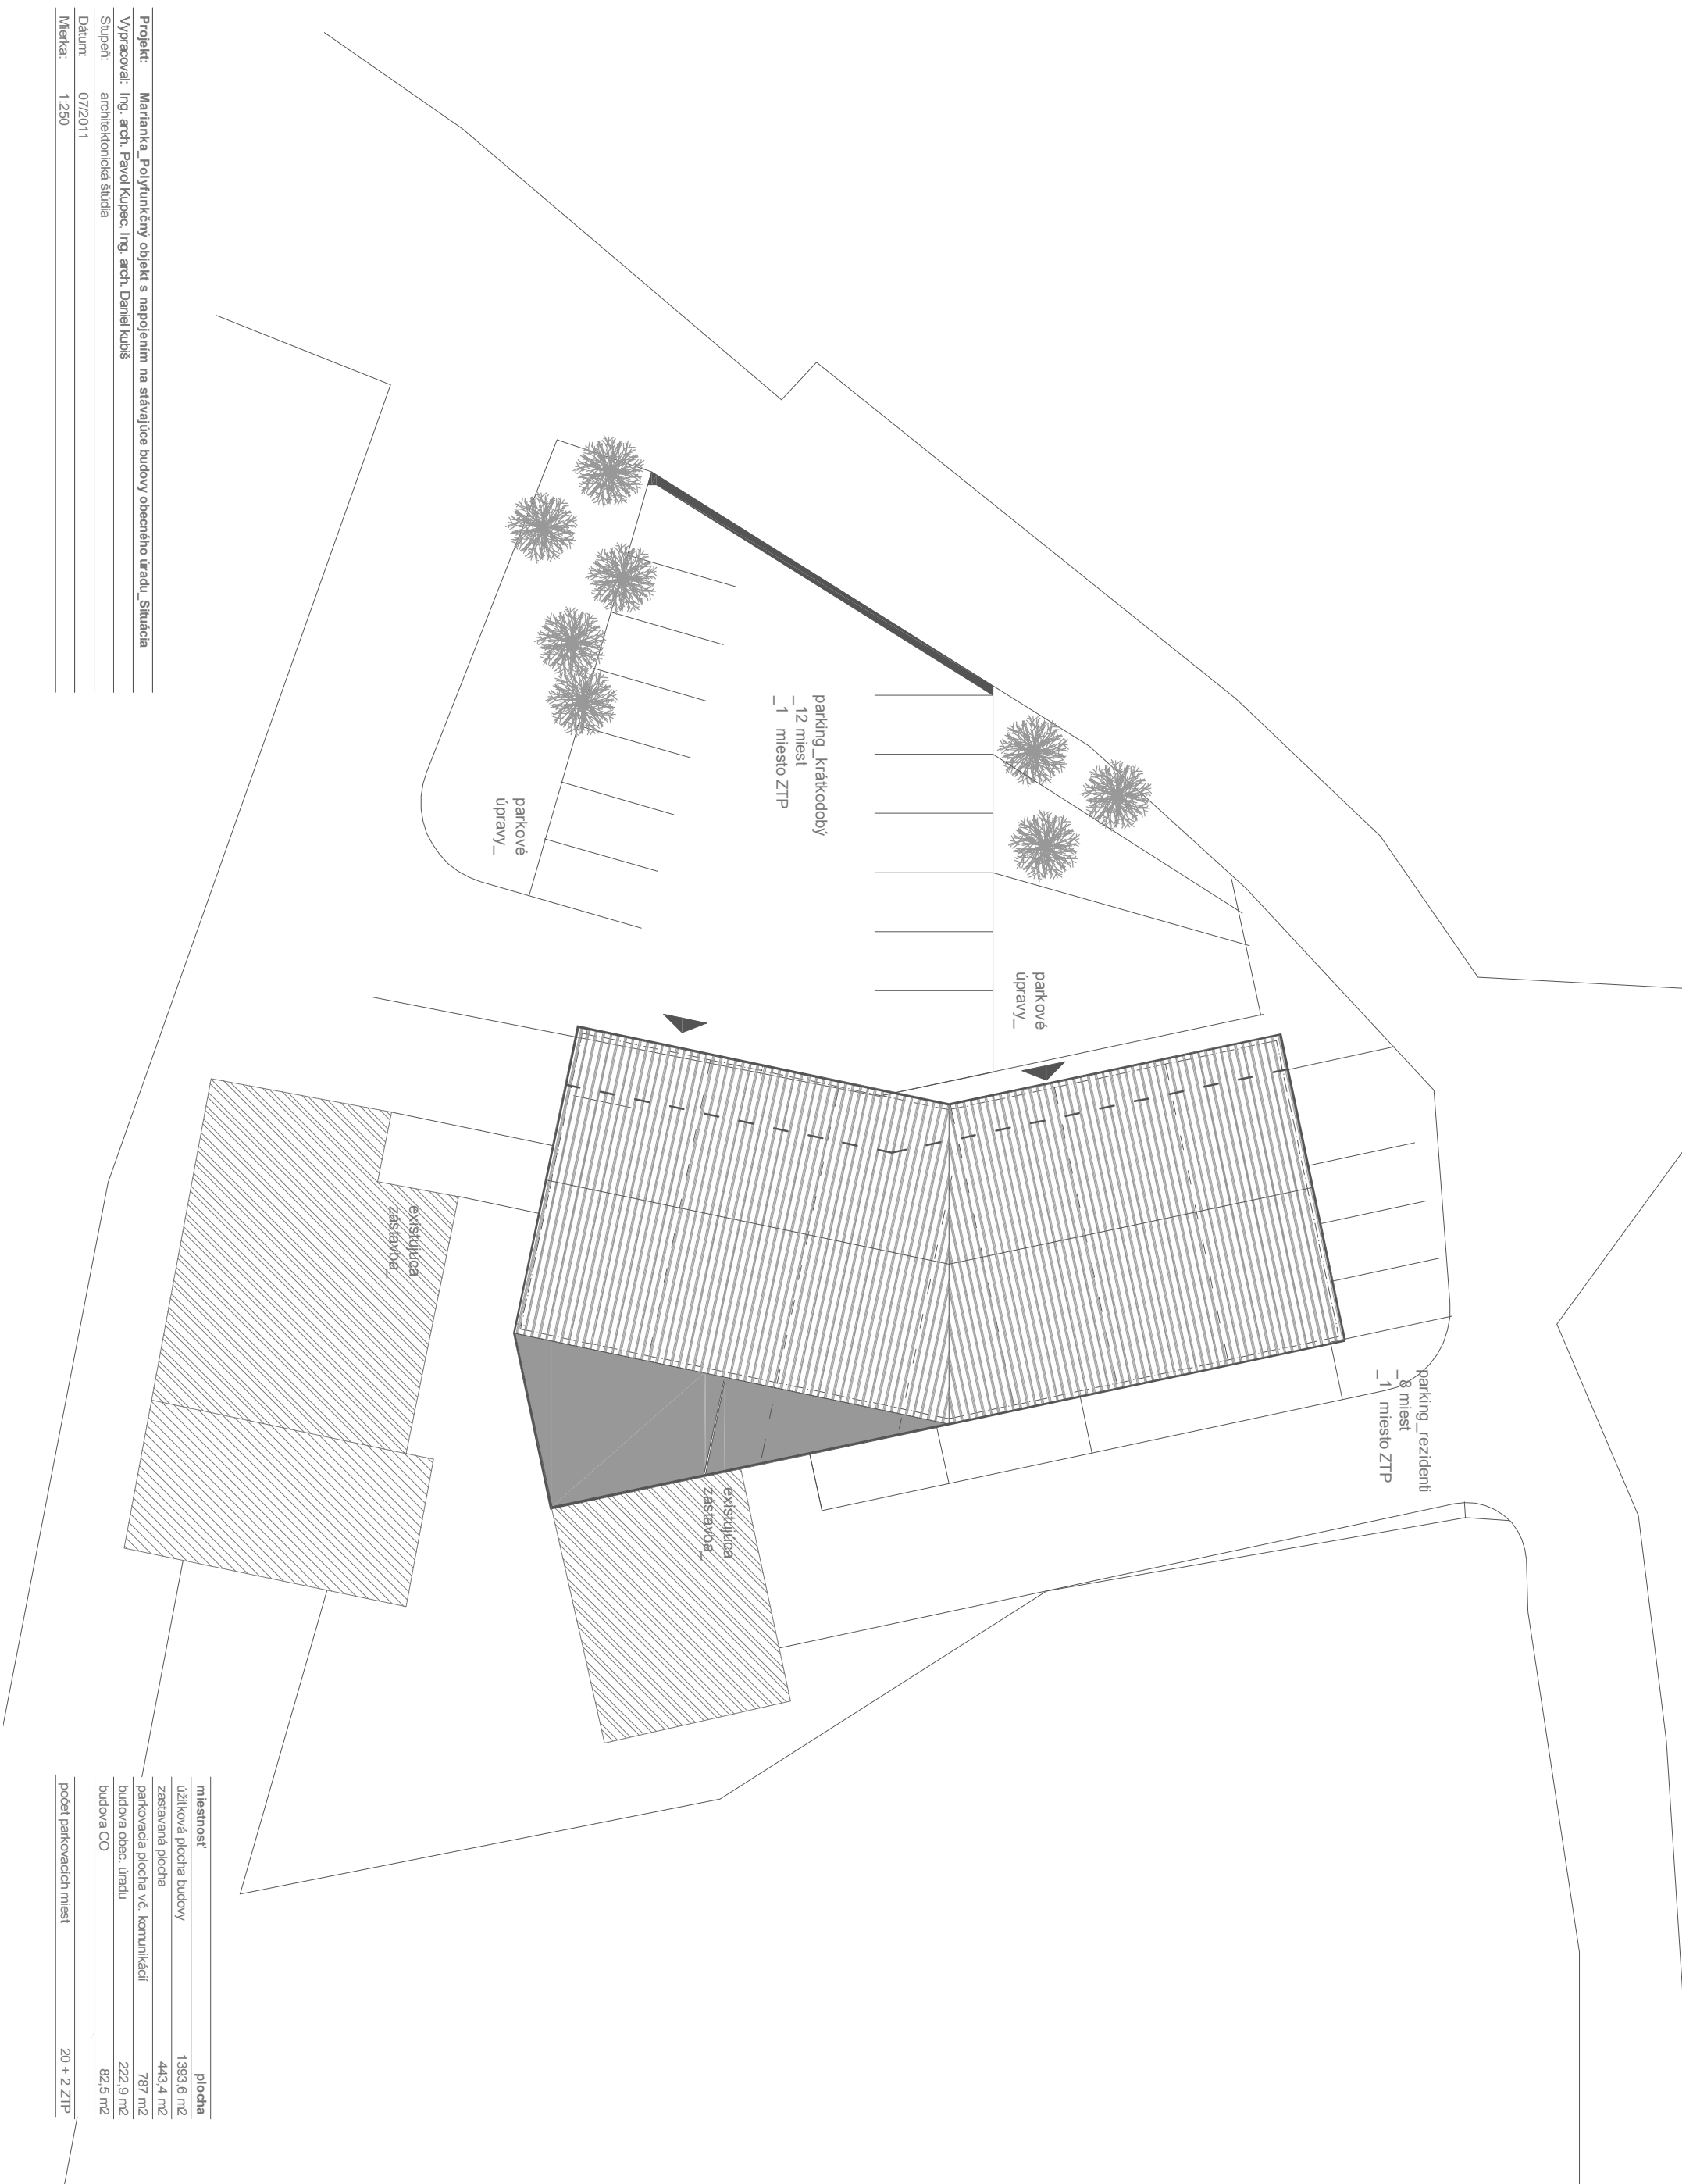 parking_rezidenti
_8 miest
_1 miesto ZTP
parkové
úpravy_
parking_krátkodobý
_12 miest
_1 miesto ZTP
parkové
úpravy_
existujúca
zástavba_
existujúca
zástavba_
Projekt: Marianka_Polyfunkčný objekt s napojením na stávajúce budovy obecného úradu_Situácia
Vypracoval: Ing. arch. Pavol Kupec, Ing. arch. Daniel kubiš
Stupeň: architektonická štúdia
Dátum: 07/2011
Mierka: 1:250
miestnosť plocha
úžitková plocha budovy 1393,6 m2
zastavaná plocha 443,4 m2
parkovacia plocha vč. komunikácií 787 m2
budova obec. úradu 222,9 m2
budova CO 82,5 m2
počet parkovacích miest 20 + 2 ZTP